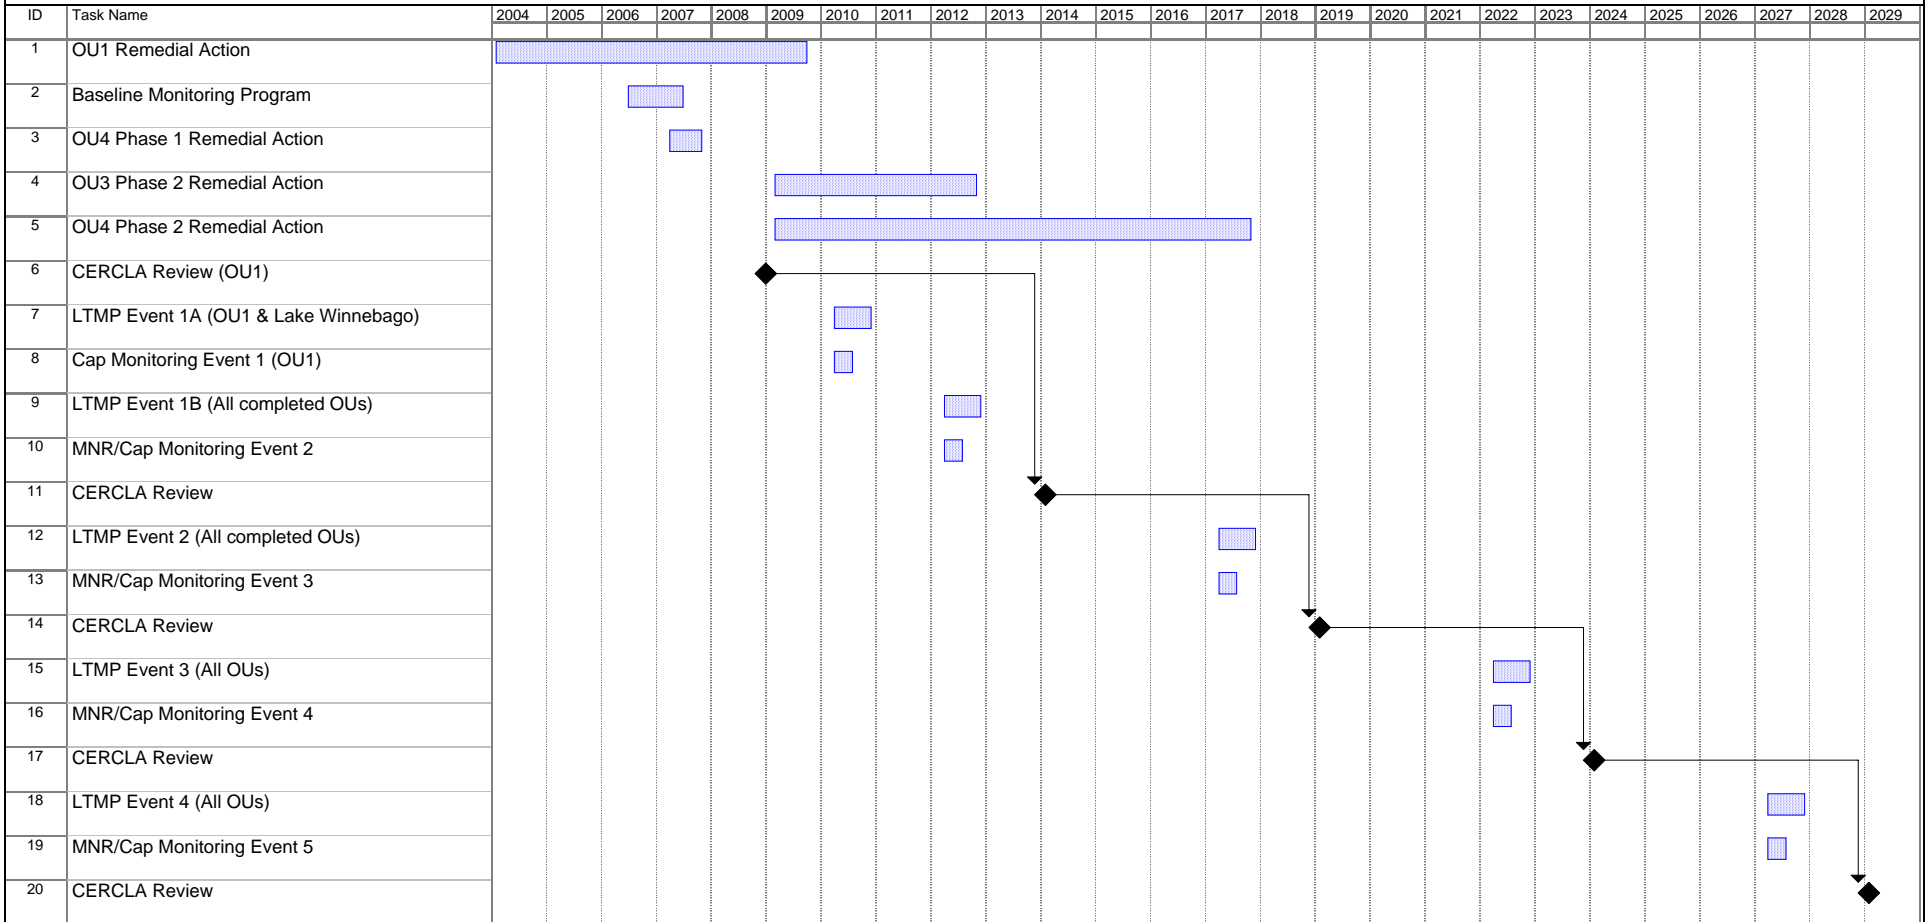 ID Task Name 2004 2005 2006 2007 2008 2009 2010 2011 2012 2013 2014 2015 2016 2017 2018 2019 2020 2021 2022 2023 2024 2025 2026 2027 2028 2029
1 OU1 Remedial Action
2 Baseline Monitoring Program
3 OU4 Phase 1 Remedial Action
4 OU3 Phase 2 Remedial Action
5 OU4 Phase 2 Remedial Action
6 CERCLA Review (OU1)
7 LTMP Event 1A (OU1 & Lake Winnebago)
8 Cap Monitoring Event 1 (OU1)
9 LTMP Event 1B (All completed OUs)
10 MNR/Cap Monitoring Event 2
11 CERCLA Review
12 LTMP Event 2 (All completed OUs)
13 MNR/Cap Monitoring Event 3
14 CERCLA Review
15 LTMP Event 3 (All OUs)
16 MNR/Cap Monitoring Event 4
17 CERCLA Review
18 LTMP Event 4 (All OUs)
19 MNR/Cap Monitoring Event 5
20 CERCLA Review